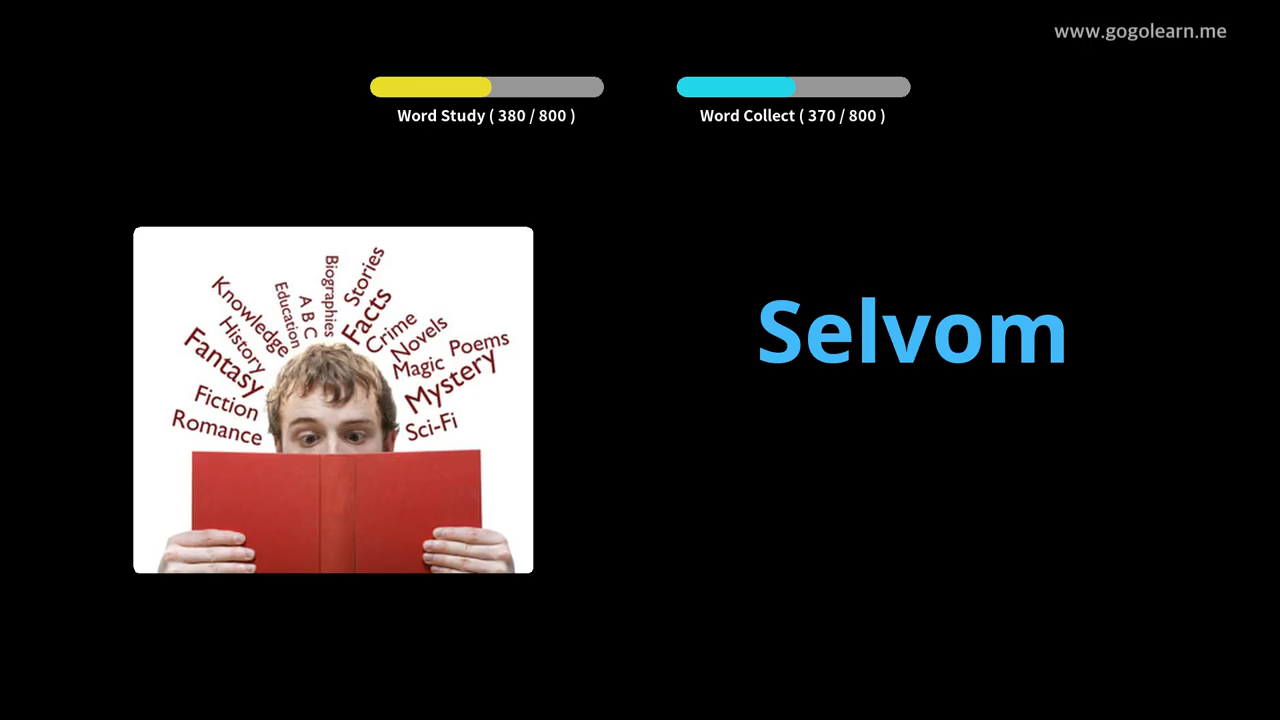 www.gogolearn.me
Word Study ( 380 / 800 )
Word Collect ( 370 / 800 )
Selvom
Stories
Biographies
Facts
A B C
Education
Knowledge
Crime
Novels
History
Poems
Fantasy
Magic
Mystery
Fiction
Romance
Sci-Fi